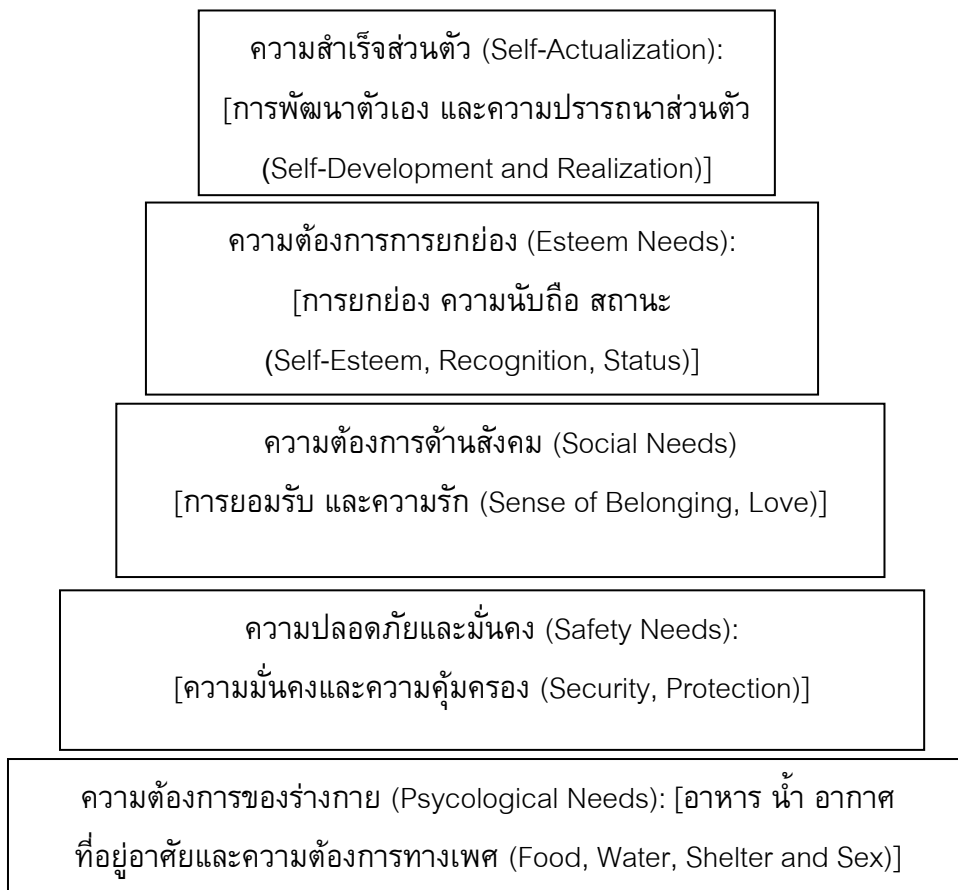 ความสำเร็จส่วนตัว (Self-Actualization):
[การพัฒนาตัวเอง และความปรารถนาส่วนตัว
(Self-Development and Realization)]
ความต้องการการยกย่อง (Esteem Needs):
[การยกย่อง ความนับถือ สถานะ
(Self-Esteem, Recognition, Status)]
ความต้องการด้านสังคม (Social Needs)
[การยอมรับ และความรัก (Sense of Belonging, Love)]
ความปลอดภัยและมั่นคง (Safety Needs):
[ความมั่นคงและความคุ้มครอง (Security, Protection)]
ความต้องการของร่างกาย (Psycological Needs): [อาหาร น้ำ อากาศ
ที่อยู่อาศัยและความต้องการทางเพศ (Food, Water, Shelter and Sex)]